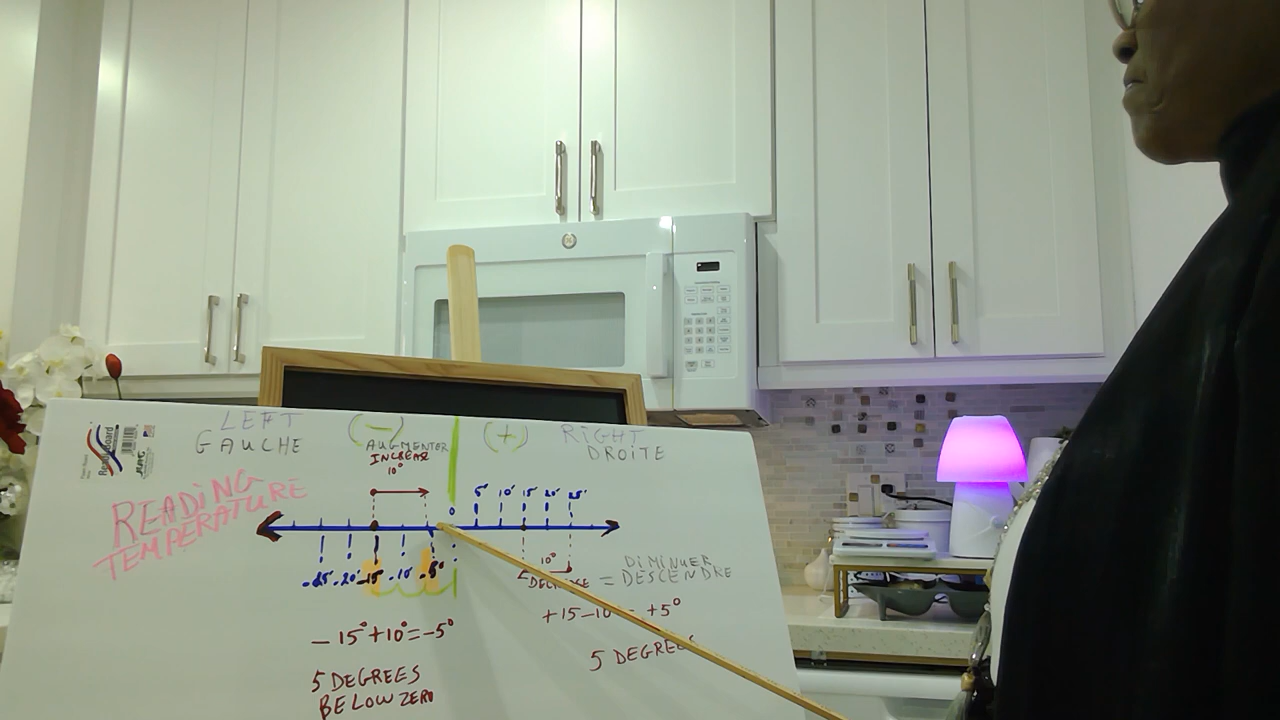 LEFT
GAUCHE
(-)
AUGMENTER
INCREASE
10°
(+)
RIGHT
DROITE
READING
TEMPERATURE
0 5° 10° 15° 20° 25°
-25° -20° -15° -10° -5°
10°
= DIMINUER
DESCENDRE
-15°+10°=-5°
5 DEGREES
BELOW ZERO
+15-10 = +5°
5 DEGREES